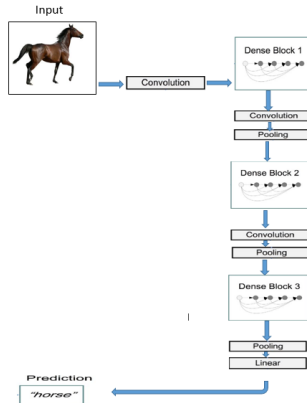 Input
Convolution
Dense Block 1
Convolution
Pooling
Dense Block 2
Convolution
Pooling
Dense Block 3
Pooling
Linear
Prediction
"horse"